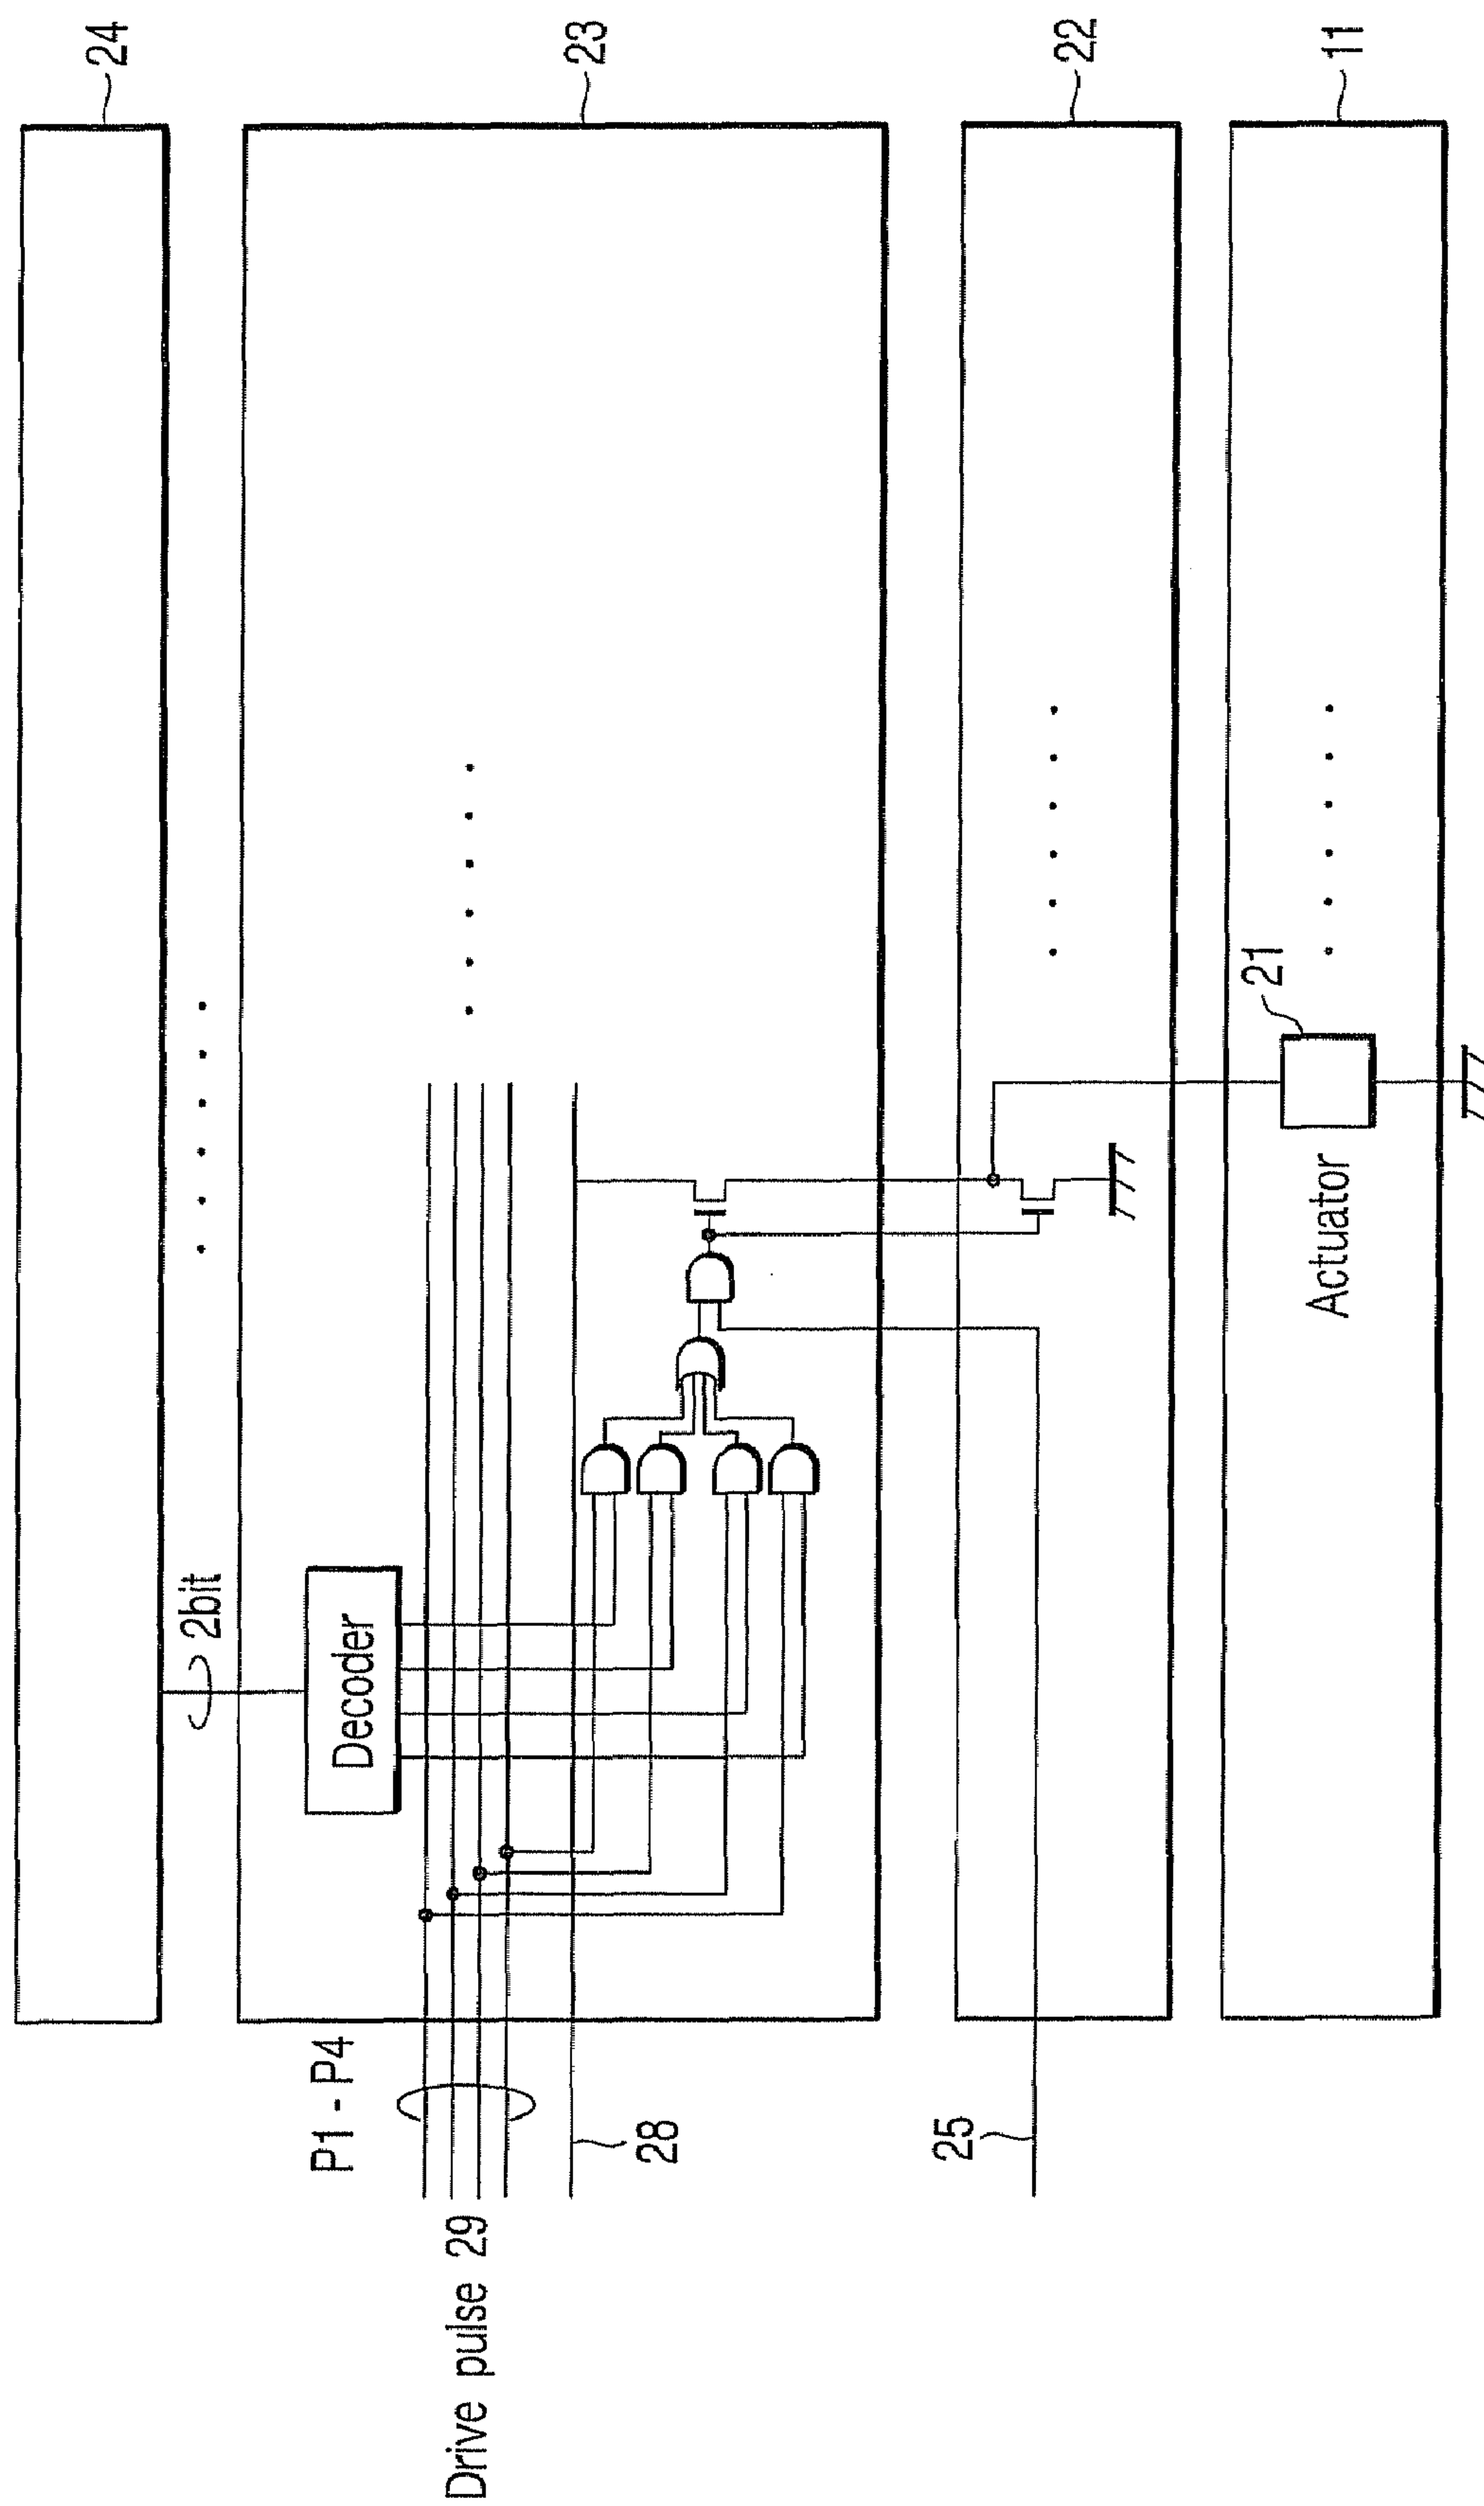 24
23
22
11
2bit
Decoder
P1 - P4
Drive pulse 29
28
25
21
Actuator